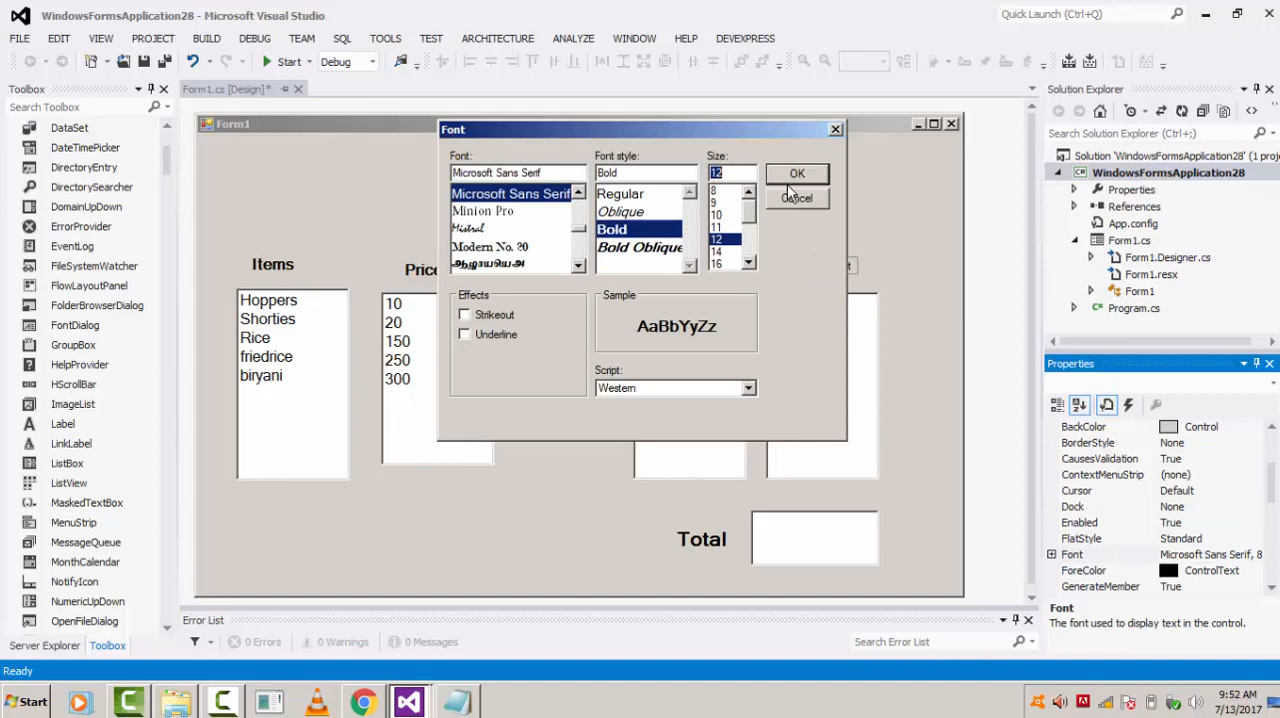 WindowsFormsApplication28 - Microsoft Visual Studio
Quick Launch (Ctrl+Q)
FILE EDIT VIEW PROJECT BUILD DEBUG TEAM SQL TOOLS TEST ARCHITECTURE ANALYZE WINDOW HELP DEVEXPRESS
Start Debug
Toolbox
Search Toolbox
DataSet
DateTimePicker
DirectoryEntry
DirectorySearcher
DomainUpDown
ErrorProvider
EventLog
FileSystemWatcher
FlowLayoutPanel
FolderBrowserDialog
FontDialog
GroupBox
HelpProvider
HScrollBar
ImageList
Label
LinkLabel
ListBox
ListView
MaskedTextBox
MenuStrip
MessageQueue
MonthCalendar
NotifyIcon
NumericUpDown
OpenFileDialog
Server Explorer Toolbox
Form1.cs [Design]*
Form1
Items
Hoppers
Shorties
Rice
friedrice
biryani
10
20
150
250
300
Total
Font
Font:
Microsoft Sans Serif
Microsoft Sans Serif
Minion Pro
Mistral
Modern No. 20
Font style:
Bold
Regular
Oblique
Bold
Bold Oblique
Size:
12
8
9
10
11
12
14
16
OK
Cancel
Effects
Strikeout
Underline
Sample
AaBbYyZz
Script:
Western
Error List
0 Errors 0 Warnings 0 Messages
Search Error List
Solution Explorer
Search Solution Explorer (Ctrl+;)
WindowsFormsApplication28
Properties
References
App.config
Form1.cs
Form1.Designer.cs
Form1.resx
Form1
Program.cs
Properties
BackColor Control
BorderStyle None
CausesValidation True
ContextMenuStrip (none)
Cursor Default
Dock None
Enabled True
FlatStyle Standard
Font Microsoft Sans Serif, 8
ForeColor ControlText
GenerateMember True
Font
The font used to display text in the control.
Ready
Start
9:52 AM
7/13/2017